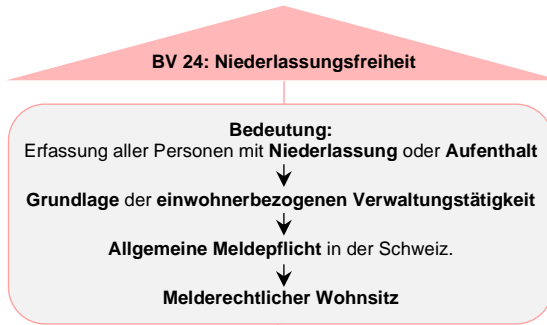 BV 24: Niederlassungsfreiheit
Bedeutung:
Erfassung aller Personen mit Niederlassung oder Aufenthalt
Grundlage der einwohnerbezogenen Verwaltungstätigkeit
Allgemeine Meldepflicht in der Schweiz.
Melderechtlicher Wohnsitz